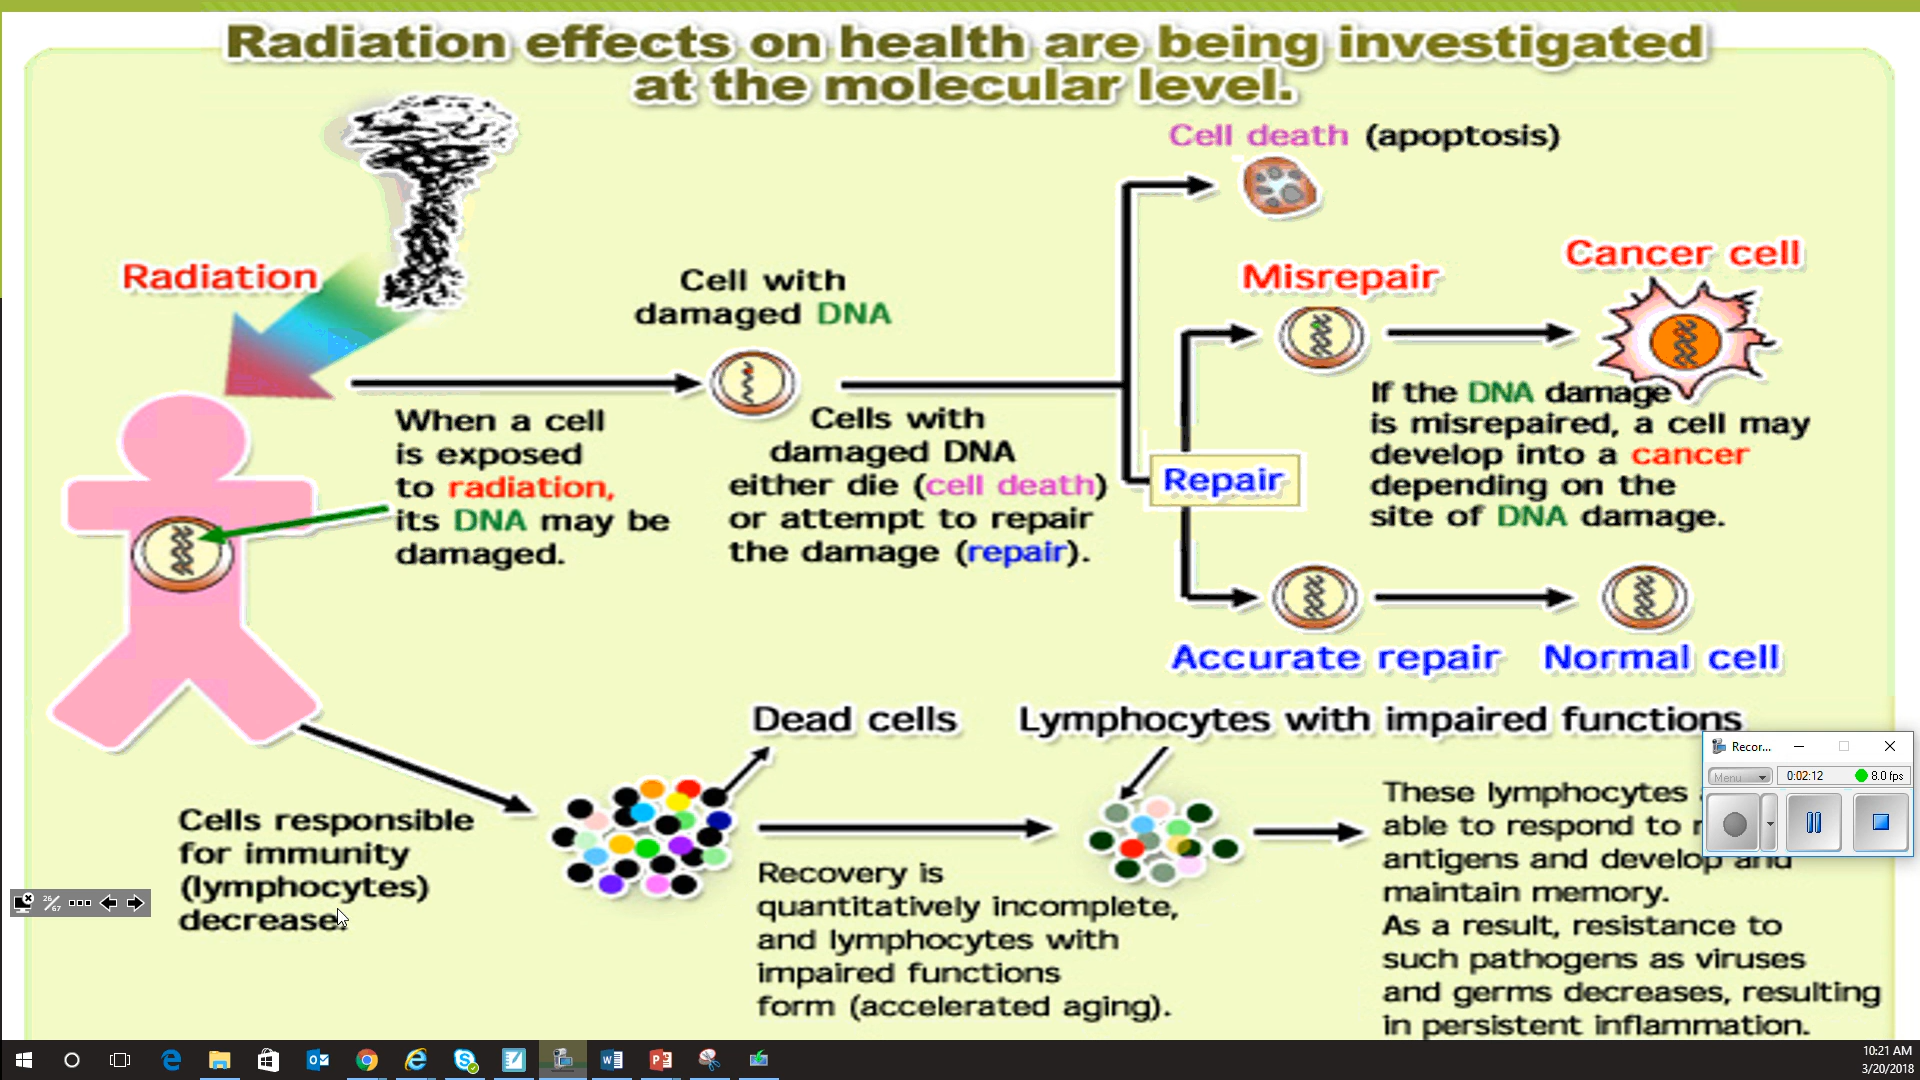 Radiation effects on health are being investigated
at the molecular level.
Cell death (apoptosis)
Radiation
Cell with
damaged DNA
Misrepair
Cancer cell
When a cell
is exposed
to radiation,
its DNA may be
damaged.
Cells with
damaged DNA
either die (cell death)
or attempt to repair
the damage (repair).
Repair
If the DNA damage
is misrepaired, a cell may
develop into a cancer
depending on the
site of DNA damage.
Accurate repair
Normal cell
Dead cells
Lymphocytes with impaired functions
Cells responsible
for immunity
(lymphocytes)
decrease.
Recovery is
quantitatively incomplete,
and lymphocytes with
impaired functions
form (accelerated aging).
These lymphocytes
able to respond to
antigens and develop and
maintain memory.
As a result, resistance to
such pathogens as viruses
and germs decreases, resulting
in persistent inflammation.
Recor...
Menu
0:02:12
8.0 fps
26/67
10:21 AM
3/20/2018